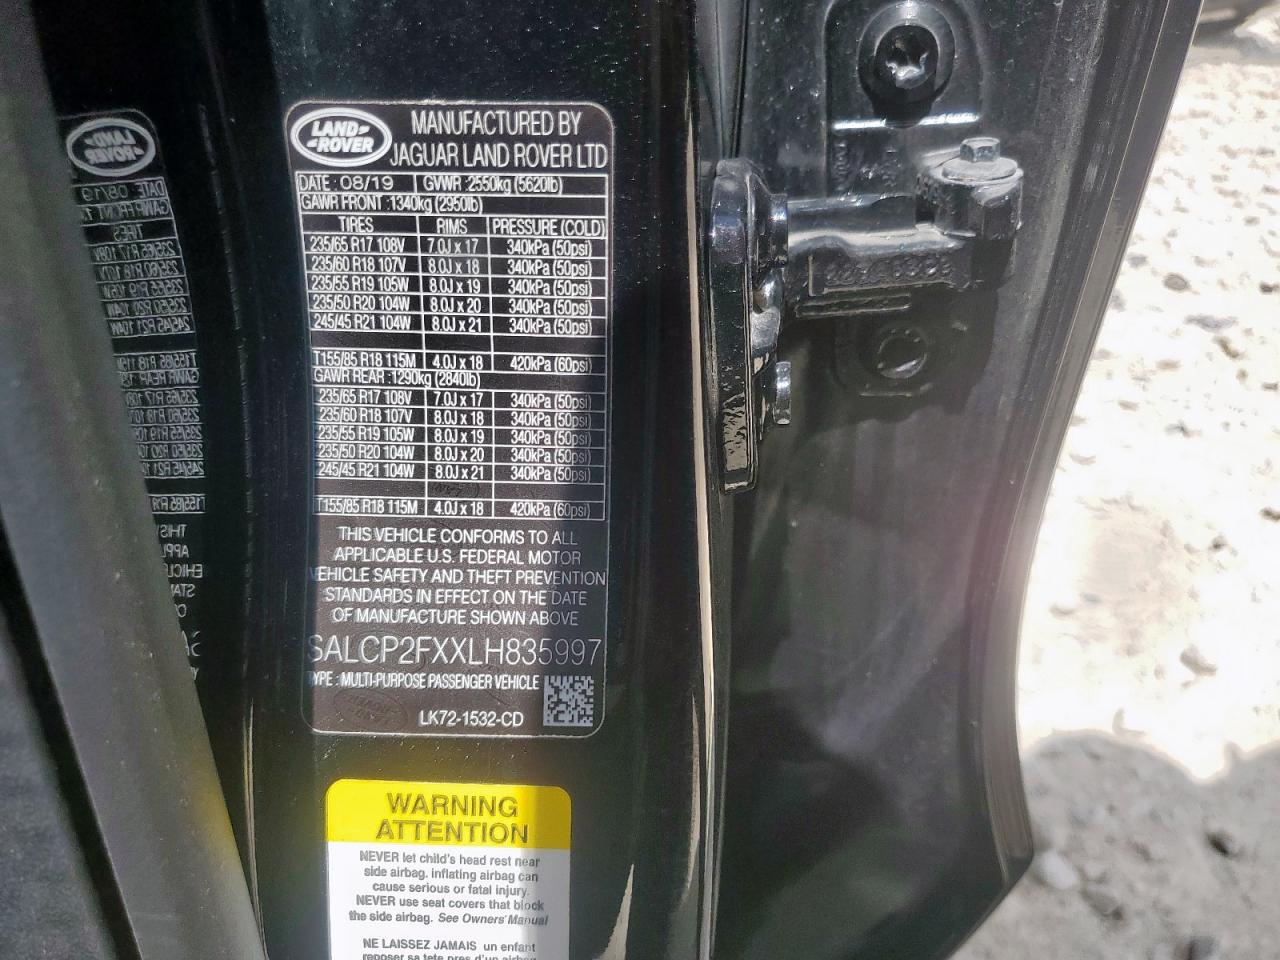 LAND
ROVER
MANUFACTURED BY
JAGUAR LAND ROVER LTD
DATE : 08/19 GVWR : 2550kg (5620lb)
GAWR FRONT : 1340kg (2950lb)
TIRES RIMS PRESSURE (COLD)
235/65 R17 108V 7.0J x 17 340kPa (50psi)
235/60 R18 107V 8.0J x 18 340kPa (50psi)
235/55 R19 105W 8.0J x 19 340kPa (50psi)
235/50 R20 104W 8.0J x 20 340kPa (50psi)
245/45 R21 104W 8.0J x 21 340kPa (50psi)
T155/85 R18 115M 4.0J x 18 420kPa (60psi)
GAWR REAR : 1290kg (2840lb)
235/65 R17 108V 7.0J x 17 340kPa (50psi)
235/60 R18 107V 8.0J x 18 340kPa (50psi)
235/55 R19 105W 8.0J x 19 340kPa (50psi)
235/50 R20 104W 8.0J x 20 340kPa (50psi)
245/45 R21 104W 8.0J x 21 340kPa (50psi)
T155/85 R18 115M 4.0J x 18 420kPa (60psi)
THIS VEHICLE CONFORMS TO ALL
APPLICABLE U.S. FEDERAL MOTOR
VEHICLE SAFETY AND THEFT PREVENTION
STANDARDS IN EFFECT ON THE DATE
OF MANUFACTURE SHOWN ABOVE
SALCP2FXXLH835997
TYPE : MULTI-PURPOSE PASSENGER VEHICLE
LK72-1532-CD
WARNING
ATTENTION
NEVER let child's head rest near
side airbag. inflating airbag can
cause serious or fatal injury.
NEVER use seat covers that block
the side airbag. See Owners' Manual
NE LAISSEZ JAMAIS un enfant
reposer sa tete pres d'un airbag